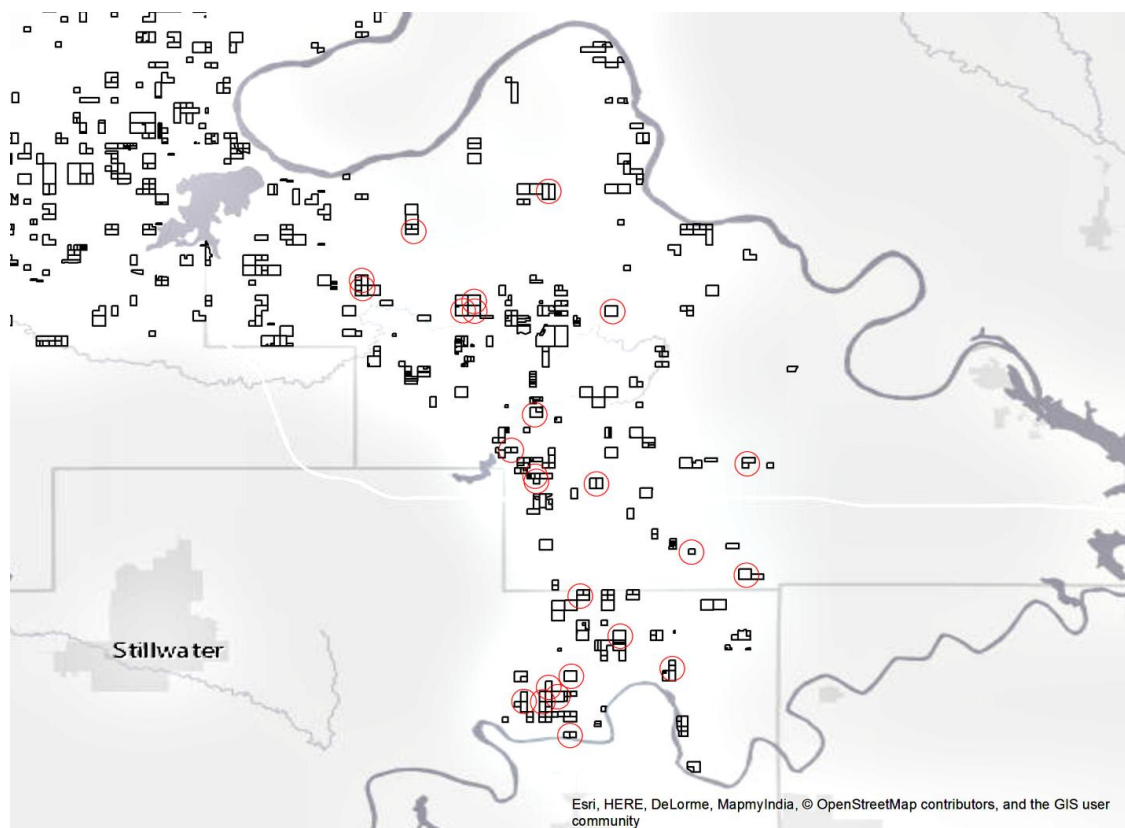 Stillwater
Esri, HERE, DeLorme, MapmyIndia, © OpenStreetMap contributors, and the GIS user
community